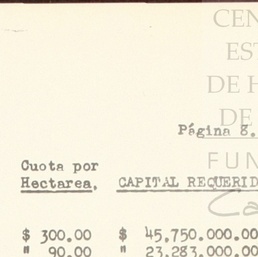 CEN
EST
DE H
DE
Página 8.
FUN
Cuota por
Hectarea. CAPITAL REQUERID
Ca
$ 300.00 $ 45,750.000.00
" 90.00 " 23,283.000.00